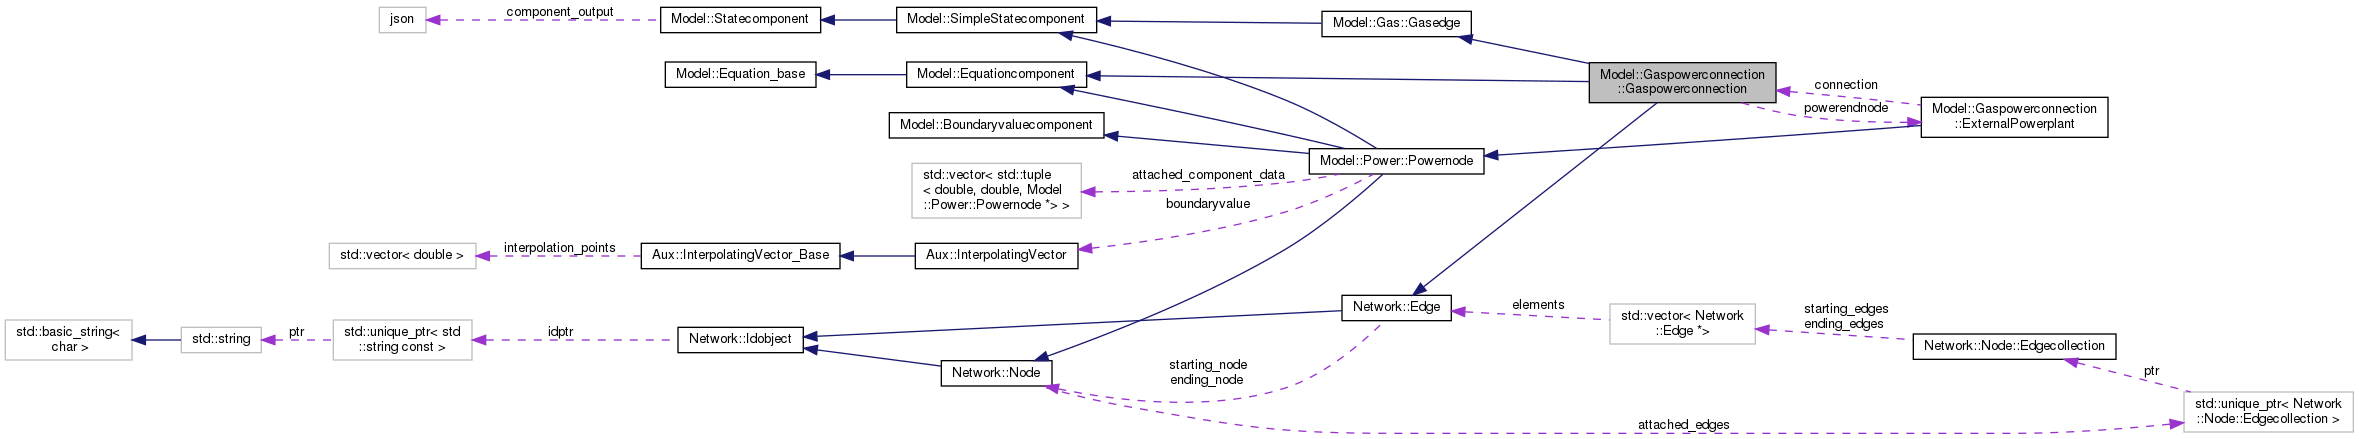 json
component_output
Model::Statecomponent
Model::SimpleStatecomponent
Model::Gas::Gasedge
Model::Equation_base
Model::Equationcomponent
Model::Gaspowerconnection
::Gaspowerconnection
connection
powerendnode
Model::Gaspowerconnection
::ExternalPowerplant
Model::Boundaryvaluecomponent
Model::Power::Powernode
std::vector< std::tuple
< double, double, Model
::Power::Powernode *> >
attached_component_data
boundaryvalue
std::vector< double >
interpolation_points
Aux::InterpolatingVector_Base
Aux::InterpolatingVector
std::basic_string<
char >
std::string
ptr
std::unique_ptr< std
::string const >
idptr
Network::Idobject
Network::Node
Network::Edge
starting_node
ending_node
elements
std::vector< Network
::Edge *>
starting_edges
ending_edges
Network::Node::Edgecollection
ptr
std::unique_ptr< Network
::Node::Edgecollection >
attached_edges